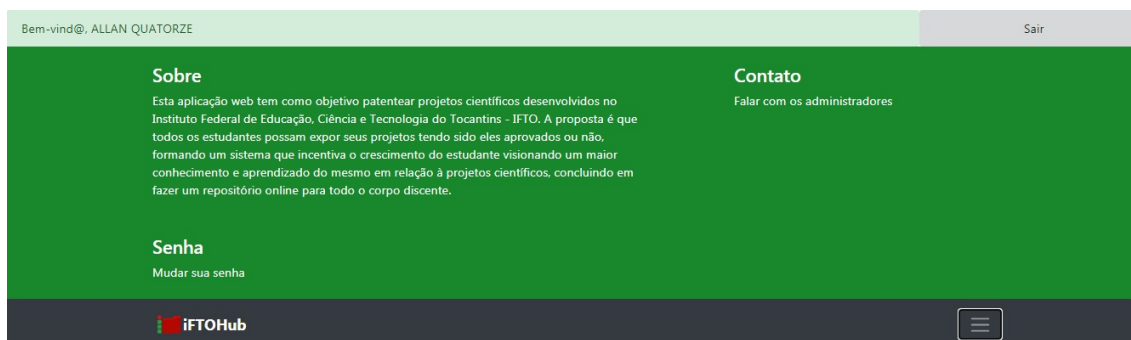 Bem-vind@, ALLAN QUATORZE
Sair
Sobre
Esta aplicação web tem como objetivo patentear projetos científicos desenvolvidos no
Instituto Federal de Educação, Ciência e Tecnologia do Tocantins - IFTO. A proposta é que
todos os estudantes possam expor seus projetos tendo sido eles aprovados ou não,
formando um sistema que incentiva o crescimento do estudante visionando um maior
conhecimento e aprendizado do mesmo em relação à projetos científicos, concluindo em
fazer um repositório online para todo o corpo discente.
Contato
Falar com os administradores
Senha
Mudar sua senha
iFTOHub